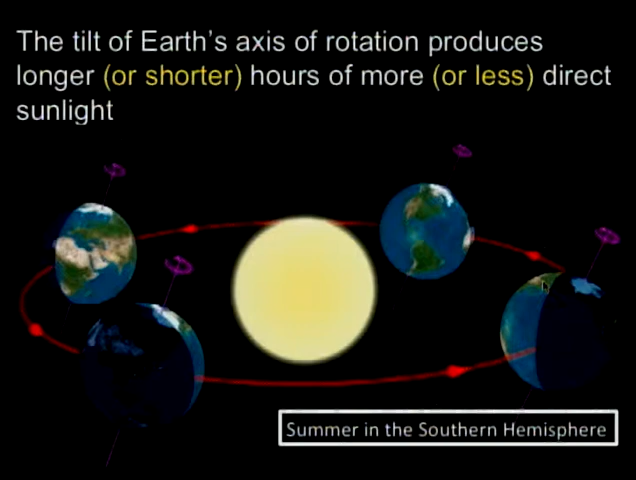 The tilt of Earth's axis of rotation produces
longer (or shorter) hours of more (or less) direct
sunlight
Summer in the Southern Hemisphere